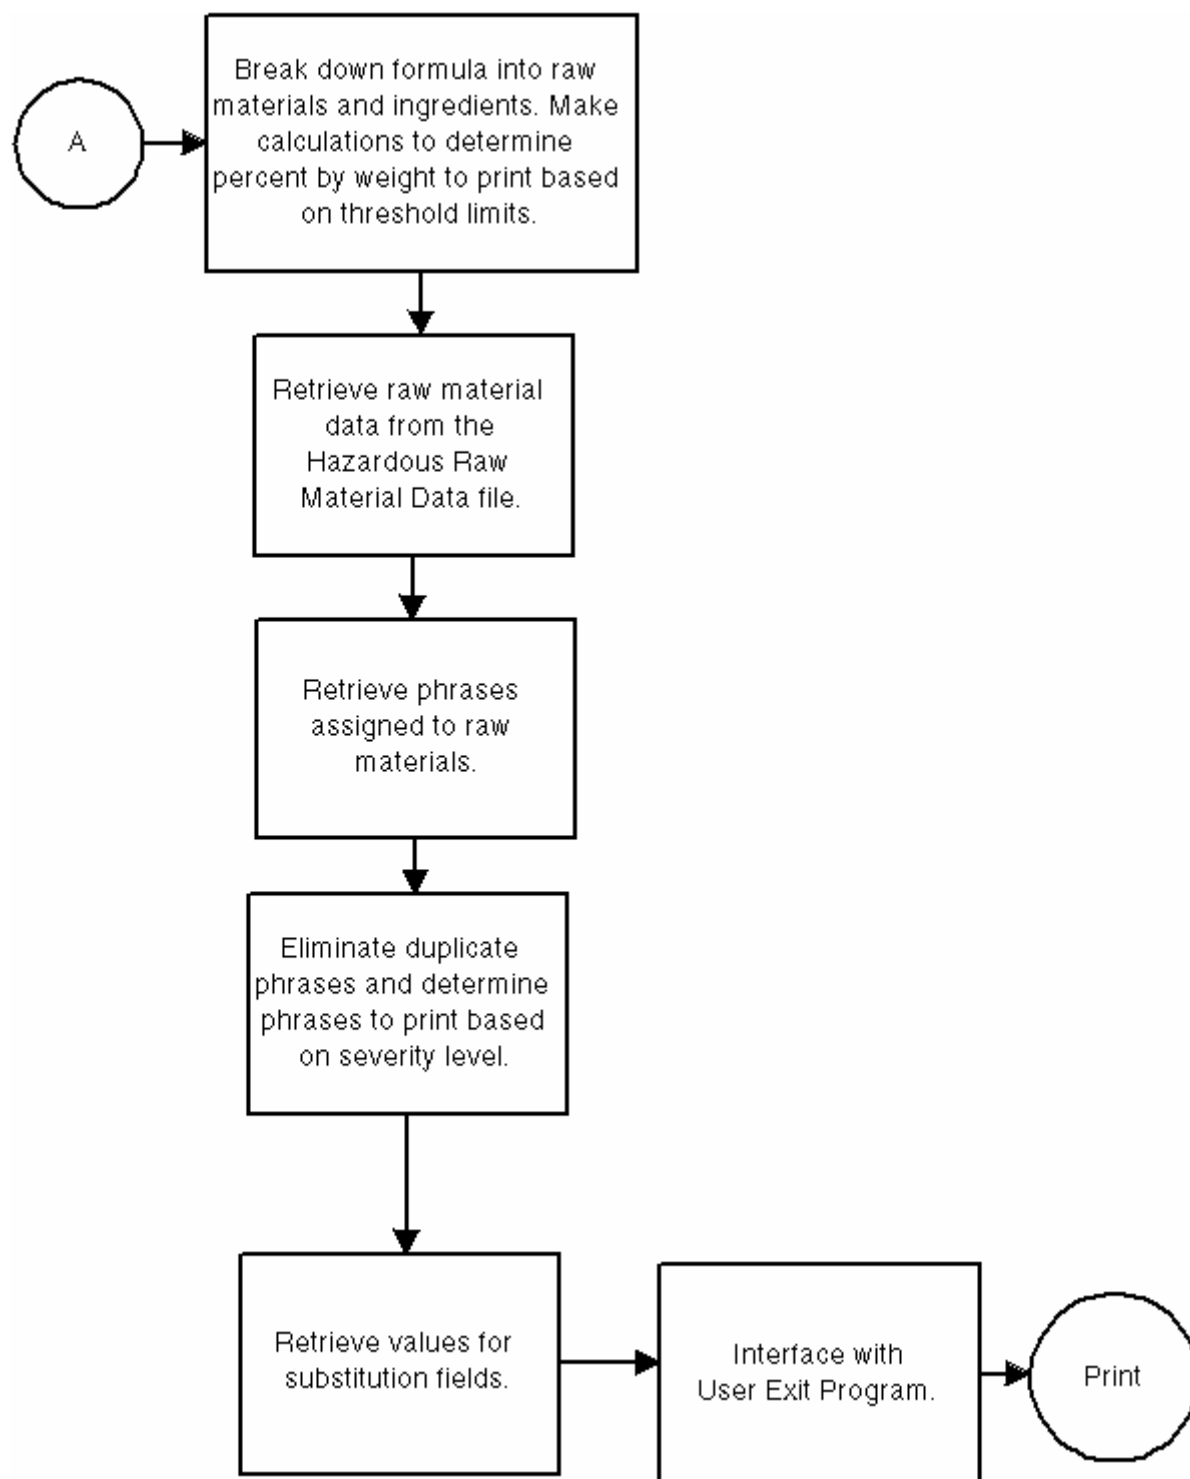 A
Break down formula into raw
materials and ingredients. Make
calculations to determine
percent by weight to print based
on threshold limits.
Retrieve raw material
data from the
Hazardous Raw
Material Data file.
Retrieve phrases
assigned to raw
materials.
Eliminate duplicate
phrases and determine
phrases to print based
on severity level.
Retrieve values for
substitution fields.
Interface with
User Exit Program.
Print